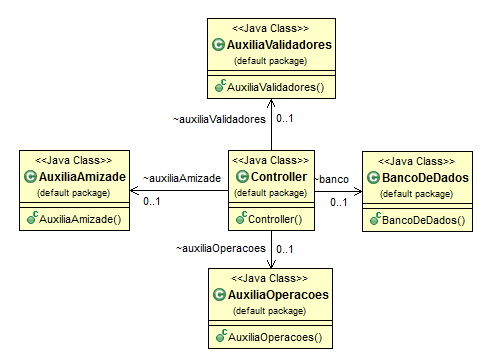 <<Java Class>>
AuxiliaValidadores
(default package)
AuxiliaValidadores()
~auxiliaValidadores
0..1
<<Java Class>>
AuxiliaAmizade
(default package)
AuxiliaAmizade()
~auxiliaAmizade
0..1
<<Java Class>>
Controller
(default package)
Controller()
~banco
0..1
<<Java Class>>
BancoDeDados
(default package)
BancoDeDados()
~auxiliaOperacoes
0..1
<<Java Class>>
AuxiliaOperacoes
(default package)
AuxiliaOperacoes()